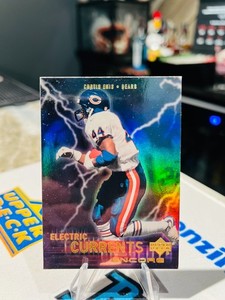 CURTIS ENIS • BEARS
44
ELECTRIC
CURRENTS
ENCORE
UPPER
DECK